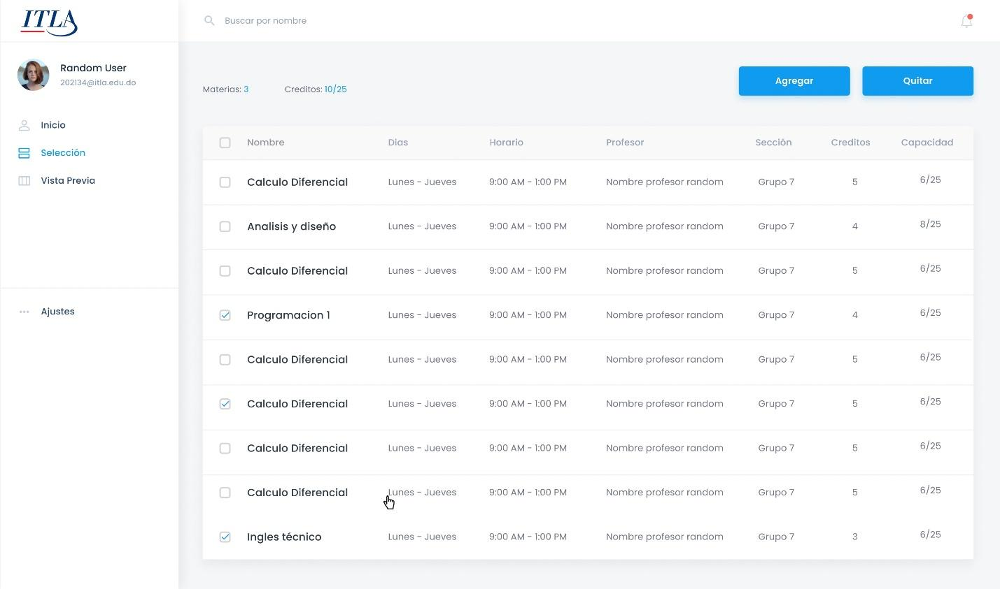 ITLA
Buscar por nombre
Random User
202134@itla.edu.do
Inicio
Selección
Vista Previa
Ajustes
Materias: 3 Creditos: 10/25
Agregar Quitar
Nombre Dias Horario Profesor Sección Creditos Capacidad
Calculo Diferencial Lunes - Jueves 9:00 AM - 1:00 PM Nombre profesor random Grupo 7 5 6/25
Analisis y diseño Lunes - Jueves 9:00 AM - 1:00 PM Nombre profesor random Grupo 7 4 8/25
Calculo Diferencial Lunes - Jueves 9:00 AM - 1:00 PM Nombre profesor random Grupo 7 5 6/25
Programacion 1 Lunes - Jueves 9:00 AM - 1:00 PM Nombre profesor random Grupo 7 4 6/25
Calculo Diferencial Lunes - Jueves 9:00 AM - 1:00 PM Nombre profesor random Grupo 7 5 6/25
Calculo Diferencial Lunes - Jueves 9:00 AM - 1:00 PM Nombre profesor random Grupo 7 5 6/25
Calculo Diferencial Lunes - Jueves 9:00 AM - 1:00 PM Nombre profesor random Grupo 7 5 6/25
Calculo Diferencial Lunes - Jueves 9:00 AM - 1:00 PM Nombre profesor random Grupo 7 5 6/25
Ingles técnico Lunes - Jueves 9:00 AM - 1:00 PM Nombre profesor random Grupo 7 3 6/25